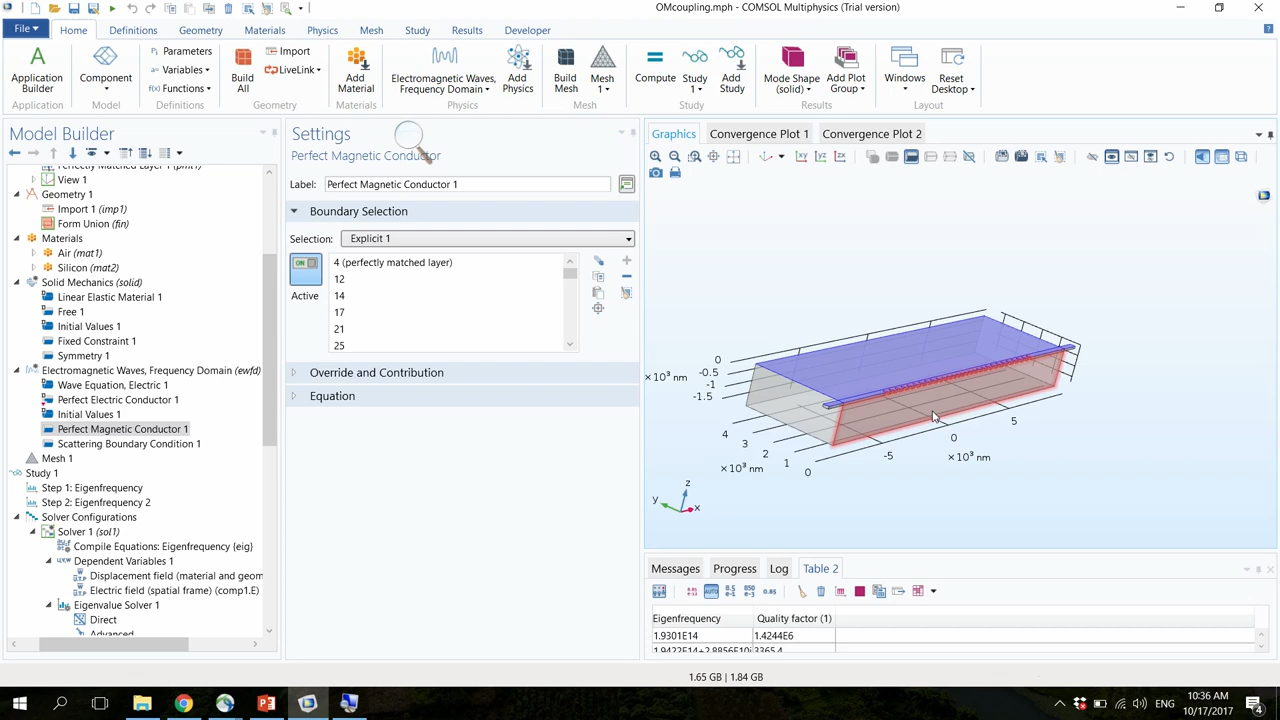 OMcoupling.mph - COMSOL Multiphysics (Trial version)
File Home Definitions Geometry Materials Physics Mesh Study Results Developer
Application Builder
Component
Pi Parameters
a= Variables
f(x) Functions
Build All
Import
LiveLink
Add Material
Electromagnetic Waves, Frequency Domain
Add Physics
Build Mesh
Mesh 1
Compute
Study 1
Add Study
Mode Shape (solid)
Add Plot Group
Windows
Reset Desktop
Application Model Definitions Geometry Materials Physics Mesh Study Results Layout
Model Builder
View 1
Geometry 1
Import 1 (imp1)
Form Union (fin)
Materials
Air (mat1)
Silicon (mat2)
Solid Mechanics (solid)
Linear Elastic Material 1
Free 1
Initial Values 1
Fixed Constraint 1
Symmetry 1
Electromagnetic Waves, Frequency Domain (ewfd)
Wave Equation, Electric 1
Perfect Electric Conductor 1
Initial Values 1
Perfect Magnetic Conductor 1
Scattering Boundary Condition 1
Mesh 1
Study 1
Step 1: Eigenfrequency
Step 2: Eigenfrequency 2
Solver Configurations
Solver 1 (sol1)
Compile Equations: Eigenfrequency (eig)
Dependent Variables 1
Displacement field (material and geom
Electric field (spatial frame) (comp1.E)
Eigenvalue Solver 1
Direct
Advanced
Settings
Perfect Magnetic Conductor
Label: Perfect Magnetic Conductor 1
Boundary Selection
Selection: Explicit 1
ON
Active
4 (perfectly matched layer)
12
14
17
21
25
Override and Contribution
Equation
Graphics Convergence Plot 1 Convergence Plot 2
xy yz zx
0
-0.5
-1
-1.5
×10³ nm
4
3
2
1
0
×10³ nm
-5
0
5
×10³ nm
z
y
x
Messages Progress Log Table 2
Eigenfrequency Quality factor (1)
1.9301E14 1.4244E6
1.9422E14+2.8856E10i 3365.4
1.65 GB | 1.84 GB
ENG
10:36 AM
10/17/2017